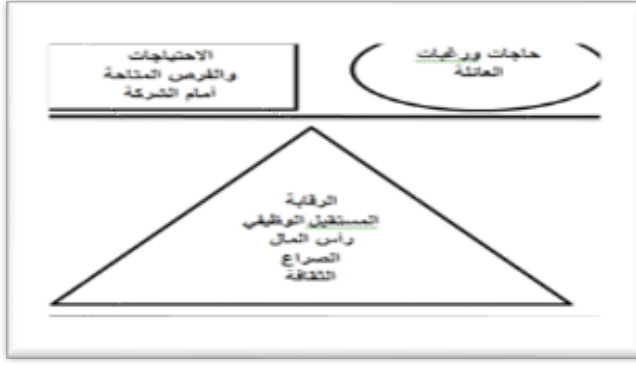 حاجات ورغبات
العائلة
الاحتياجات
والفرص المتاحة
أمام الشركة
الرقابة
المستقبل الوظيفي
رأس المال
الصراع
الثقافة